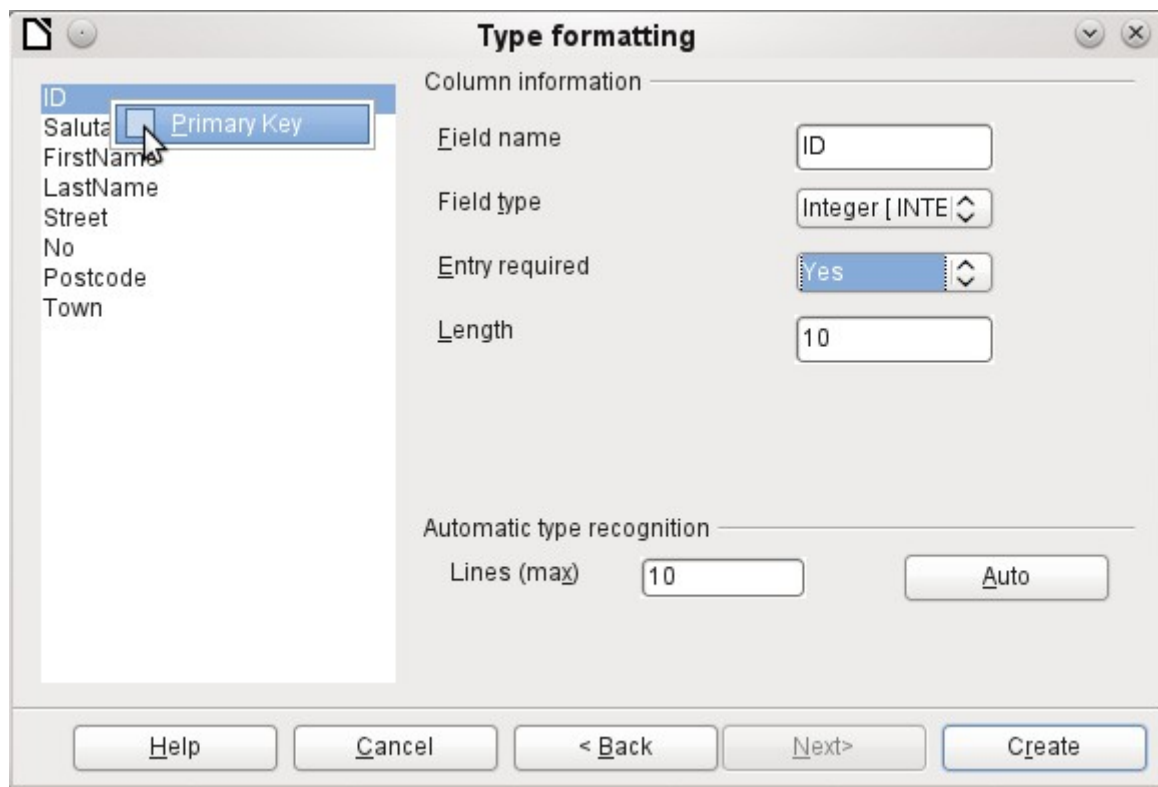 Type formatting
ID
Saluta
Primary Key
FirstName
LastName
Street
No
Postcode
Town
Column information
Field name
ID
Field type
Integer [ INTE
Entry required
Yes
Length
10
Automatic type recognition
Lines (max)
10
Auto
Help
Cancel
< Back
Next>
Create